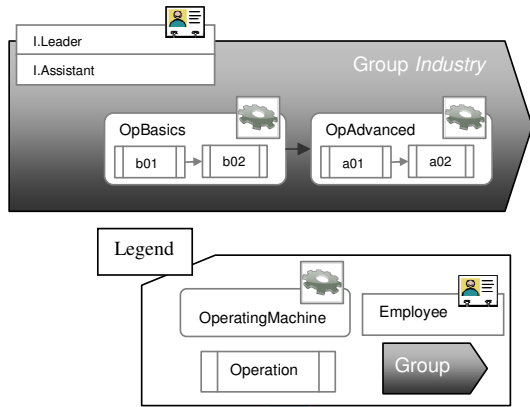 I.Leader
I.Assistant
Group Industry
OpBasics
OpAdvanced
b01
b02
a01
a02
Legend
OperatingMachine
Employee
Operation
Group